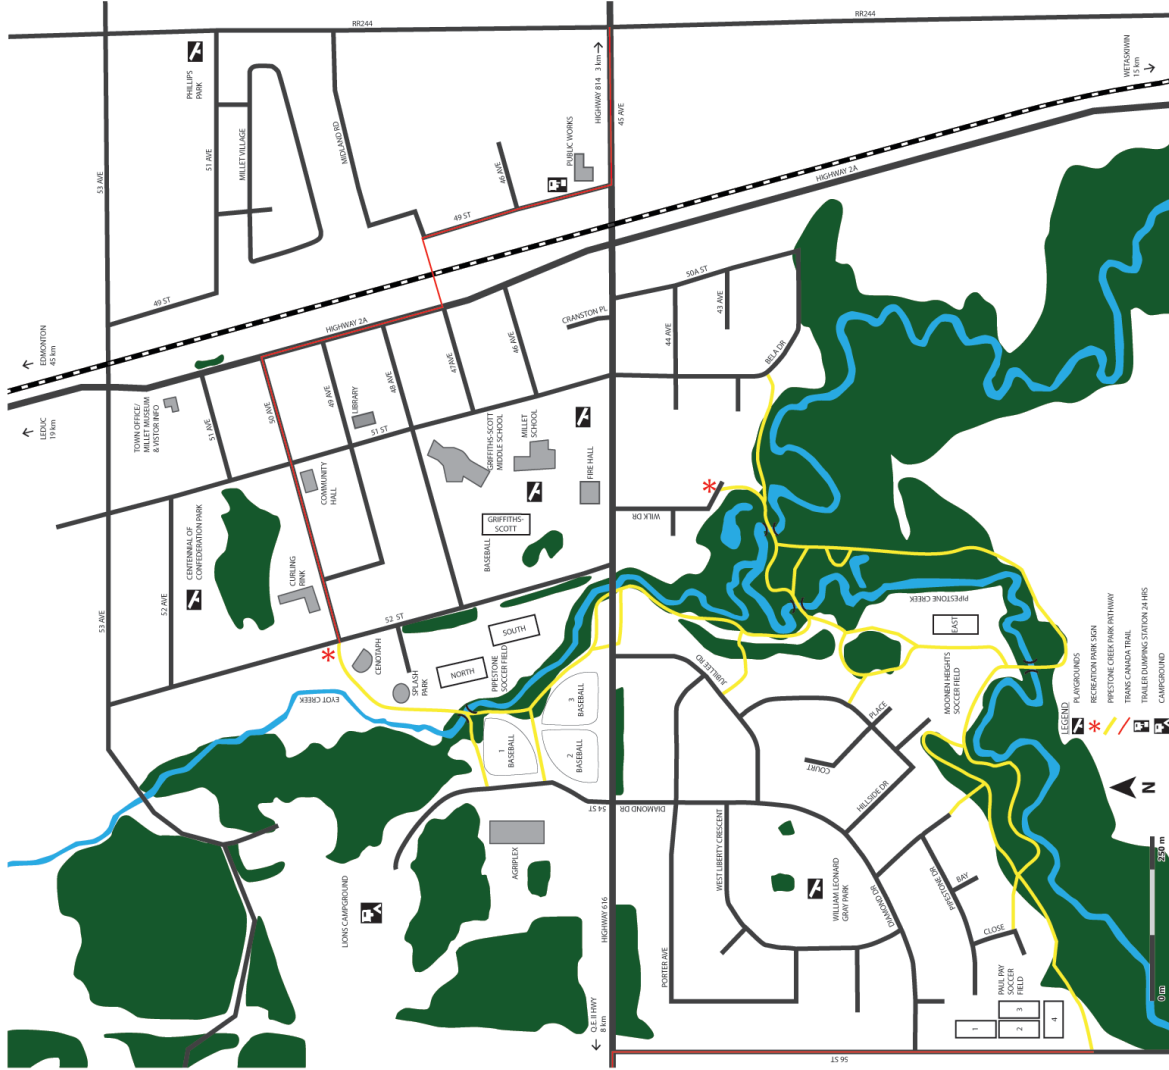 RR244
RR244
PHILLIPS
PARK
53 AVE
51 AVE
MILLET VILLAGE
MIDLAND RD
HIGHWAY 814
3 km
45 AVE
WETASKIWIN
15 km
PUBLIC WORKS
46 AVE
49 ST
HIGHWAY 2A
49 ST
EDMONTON
45 km
LEDUC
19 km
HIGHWAY 2A
CRANSTON PL
50A ST
43 AVE
44 AVE
BELA DR
TOWN OFFICE/
MILLET MUSEUM
& VISTOR INFO
51 AVE
50 AVE
49 AVE
LIBRARY
48 AVE
47AVE
46 AVE
51 ST
GRIFFITHS-SCOTT
MIDDLE SCHOOL
MILLET
SCHOOL
FIRE HALL
COMMUNITY
HALL
GRIFFITHS-
SCOTT
BASEBALL
WILK DR
CENTENNIAL OF
CONFEDERATION PARK
CURLING
RINK
52 AVE
53 AVE
52 ST
CENOTAPH
SPLASH
PARK
NORTH
SOUTH
PIPESTONE
SOCCER FIELD
EYOT CREEK
1
BASEBALL
2
BASEBALL
3
BASEBALL
JUBILEE RD
PIPESTONE CREEK
EAST
MOONEN HEIGHTS
SOCCER FIELD
PLACE
COURT
HILLSIDE DR
54 ST
DIAMOND DR
WEST LIBERTY CRESCENT
WILLIAM LEONARD
GRAY PARK
DIAMOND DR
PIPESTONE DR
BAY
CLOSE
PORTER AVE
AGRIPLEX
LIONS CAMPGROUND
HIGHWAY 616
Q.E.II HWY
8 km
PAUL PAY
SOCCER
FIELD
1
2
3
4
56 ST
LEGEND
PLAYGROUNDS
RECREATION PARK SIGN
PIPESTONE CREEK PARK PATHWAY
TRANS CANADA TRAIL
TRAILER DUMPING STATION 24 HRS
CAMPGROUND
N
0 m
250 m